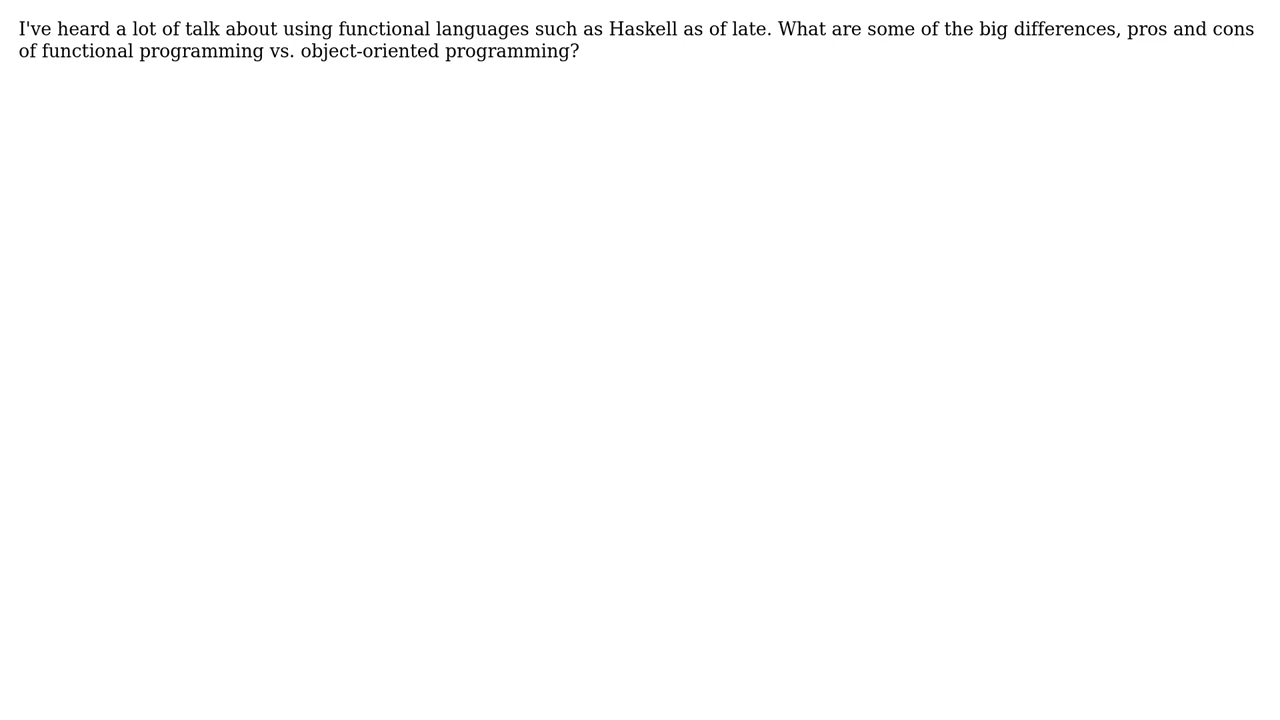 I've heard a lot of talk about using functional languages such as Haskell as of late. What are some of the big differences, pros and cons
of functional programming vs. object-oriented programming?